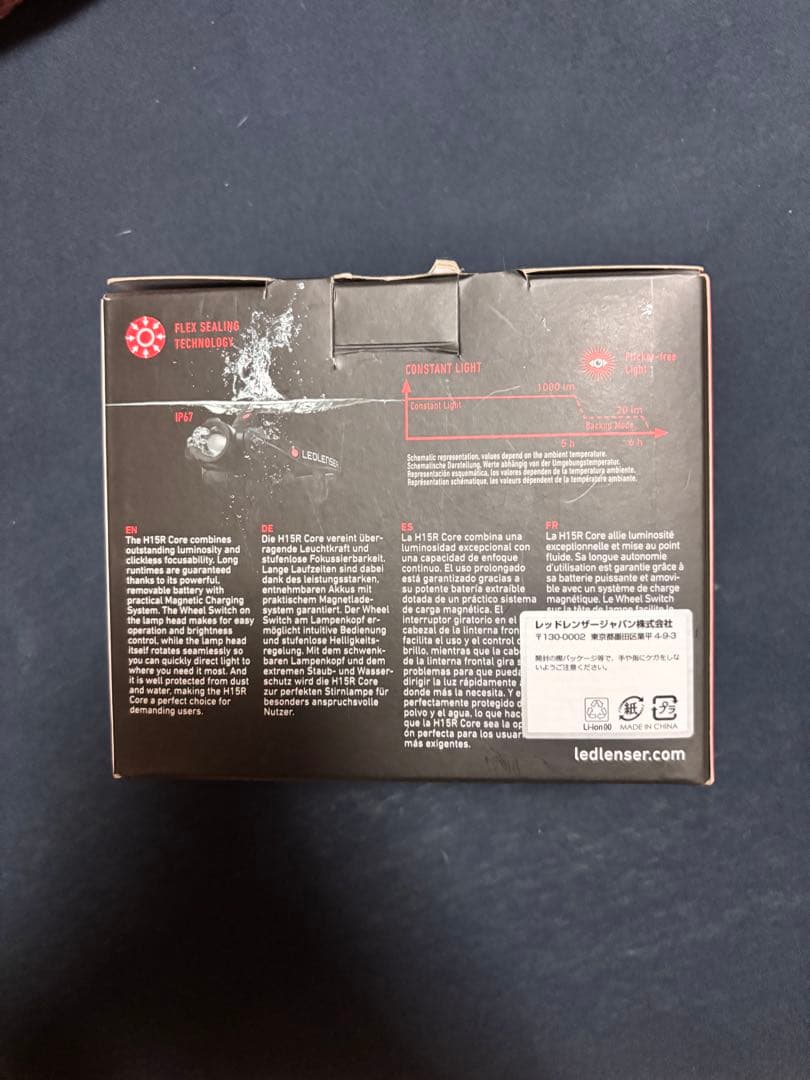 FLEX SEALING
TECHNOLOGY
IP67
LEDLENSER
CONSTANT LIGHT
Flicker-free
Light
1000 lm
Constant Light
20 lm
Backup Mode
5 h
6 h
Schematic representation, values depend on the ambient temperature.
Schematische Darstellung, Werte abhängig von der Umgebungstemperatur.
Representación esquemática, los valores dependen de la temperatura ambiente.
Représentation schématique, les valeurs dépendent de la température ambiante.
EN
The H15R Core combines
outstanding luminosity and
clickless focusability. Long
runtimes are guaranteed
thanks to its powerful,
removable battery with
practical Magnetic Charging
System. The Wheel Switch on
the lamp head makes for easy
operation and brightness
control, while the lamp head
itself rotates seamlessly so
you can quickly direct light to
where you need it most. And
it is well protected from dust
and water, making the H15R
Core a perfect choice for
demanding users.
DE
Die H15R Core vereint über-
ragende Leuchtkraft und
stufenlose Fokussierbarkeit.
Lange Laufzeiten sind dabei
dank des leistungsstarken,
entnehmbaren Akkus mit
praktischem Magnetlade-
system garantiert. Der Wheel
Switch am Lampenkopf er-
möglicht intuitive Bedienung
und stufenlose Helligkeits-
regelung. Mit dem schwenk-
baren Lampenkopf und dem
extremen Staub- und Wasser-
schutz wird die H15R Core
zur perfekten Stirnlampe für
besonders anspruchsvolle
Nutzer.
ES
La H15R Core combina una
luminosidad excepcional con
una capacidad de enfoque
continuo. El uso prolongado
está garantizado gracias a
su potente batería extraíble
dotada de un práctico sistema
de carga magnética. El
interruptor giratorio en el
cabezal de la linterna fron
facilita el uso y el control d
brillo, mientras que la cabe
de la linterna frontal gira s
problemas para que pueda
dirigir la luz rápidamente a
donde más la necesita. Y e
perfectamente protegido d
polvo y el agua, lo que hac
que la H15R Core sea la op
ón perfecta para los usuar
más exigentes.
FR
La H15R Core allie luminosité
exceptionnelle et mise au point
fluide. Sa longue autonomie
d'utilisation est garantie grâce à
sa batterie puissante et amovi-
ble avec un système de charge
magnétique. Le Wheel Switch
sur la tête de lampe facilite le
レッドレンザージャパン株式会社
〒130-0002 東京都墨田区業平 4-9-3
開封の際パッケージ等で、手や指にケガをしな
いようご注意ください。
Li-ion00
紙
プラ
MADE IN CHINA
ledlenser.com